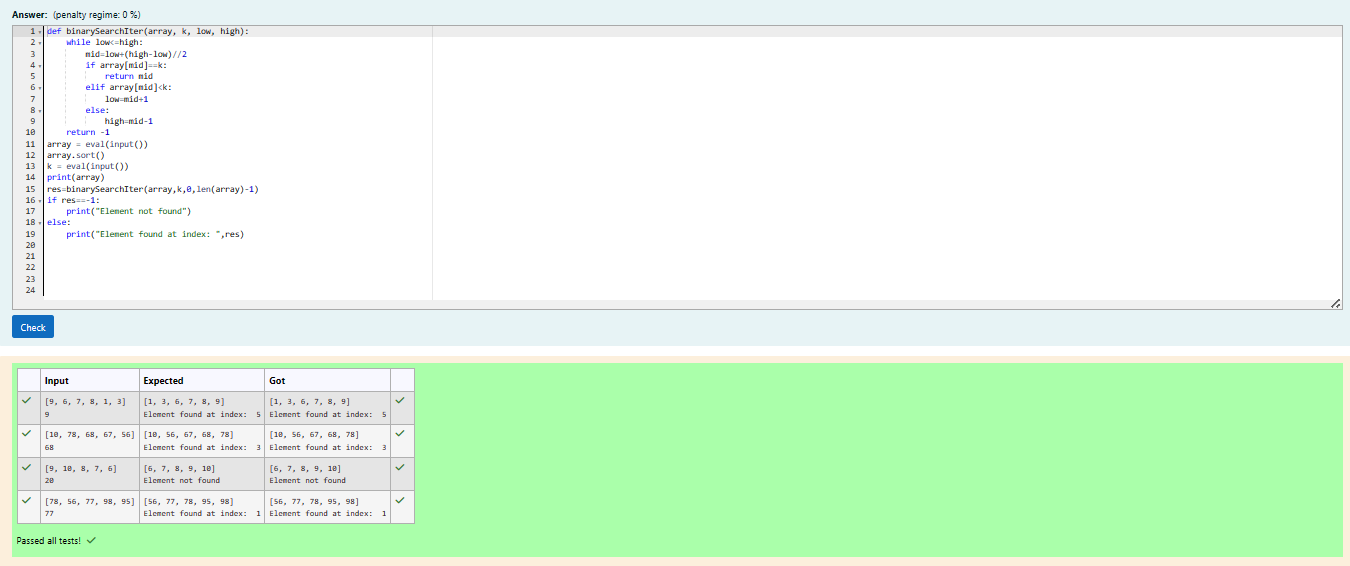 Answer: (penalty regime: 0 %)
1 def binarySearchIter(array, k, low, high):
2     while low<=high:
3         mid=low+(high-low)//2
4         if array[mid]==k:
5             return mid
6         elif array[mid]<k:
7             low=mid+1
8         else:
9             high=mid-1
10     return -1
11 array = eval(input())
12 array.sort()
13 k = eval(input())
14 print(array)
15 res=binarySearchIter(array,k,0,len(array)-1)
16 if res==-1:
17     print("Element not found")
18 else:
19     print("Element found at index: ",res)
20
21
22
23
24
Check
Input Expected Got
[9, 6, 7, 8, 1, 3] [1, 3, 6, 7, 8, 9] [1, 3, 6, 7, 8, 9]
9 Element found at index:  5 Element found at index:  5
[10, 78, 68, 67, 56] [10, 56, 67, 68, 78] [10, 56, 67, 68, 78]
68 Element found at index:  3 Element found at index:  3
[9, 10, 8, 7, 6] [6, 7, 8, 9, 10] [6, 7, 8, 9, 10]
20 Element not found Element not found
[78, 56, 77, 98, 95] [56, 77, 78, 95, 98] [56, 77, 78, 95, 98]
77 Element found at index:  1 Element found at index:  1
Passed all tests!